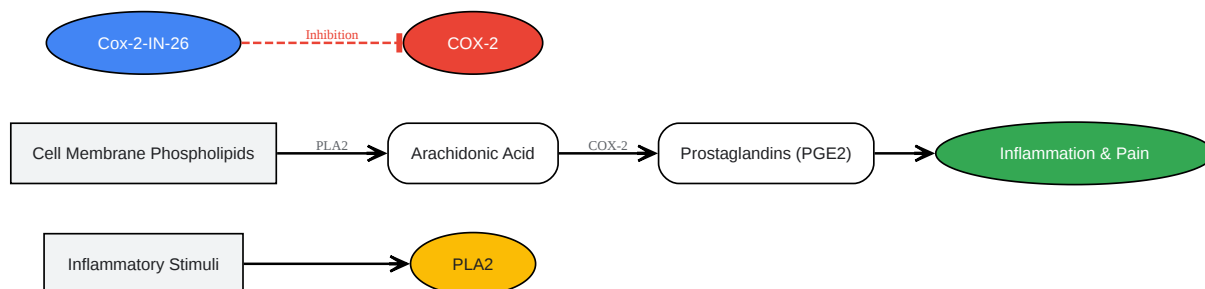 Cox-2-IN-26
Inhibition
COX-2
Cell Membrane Phospholipids
PLA2
Arachidonic Acid
COX-2
Prostaglandins (PGE2)
Inflammation & Pain
Inflammatory Stimuli
PLA2